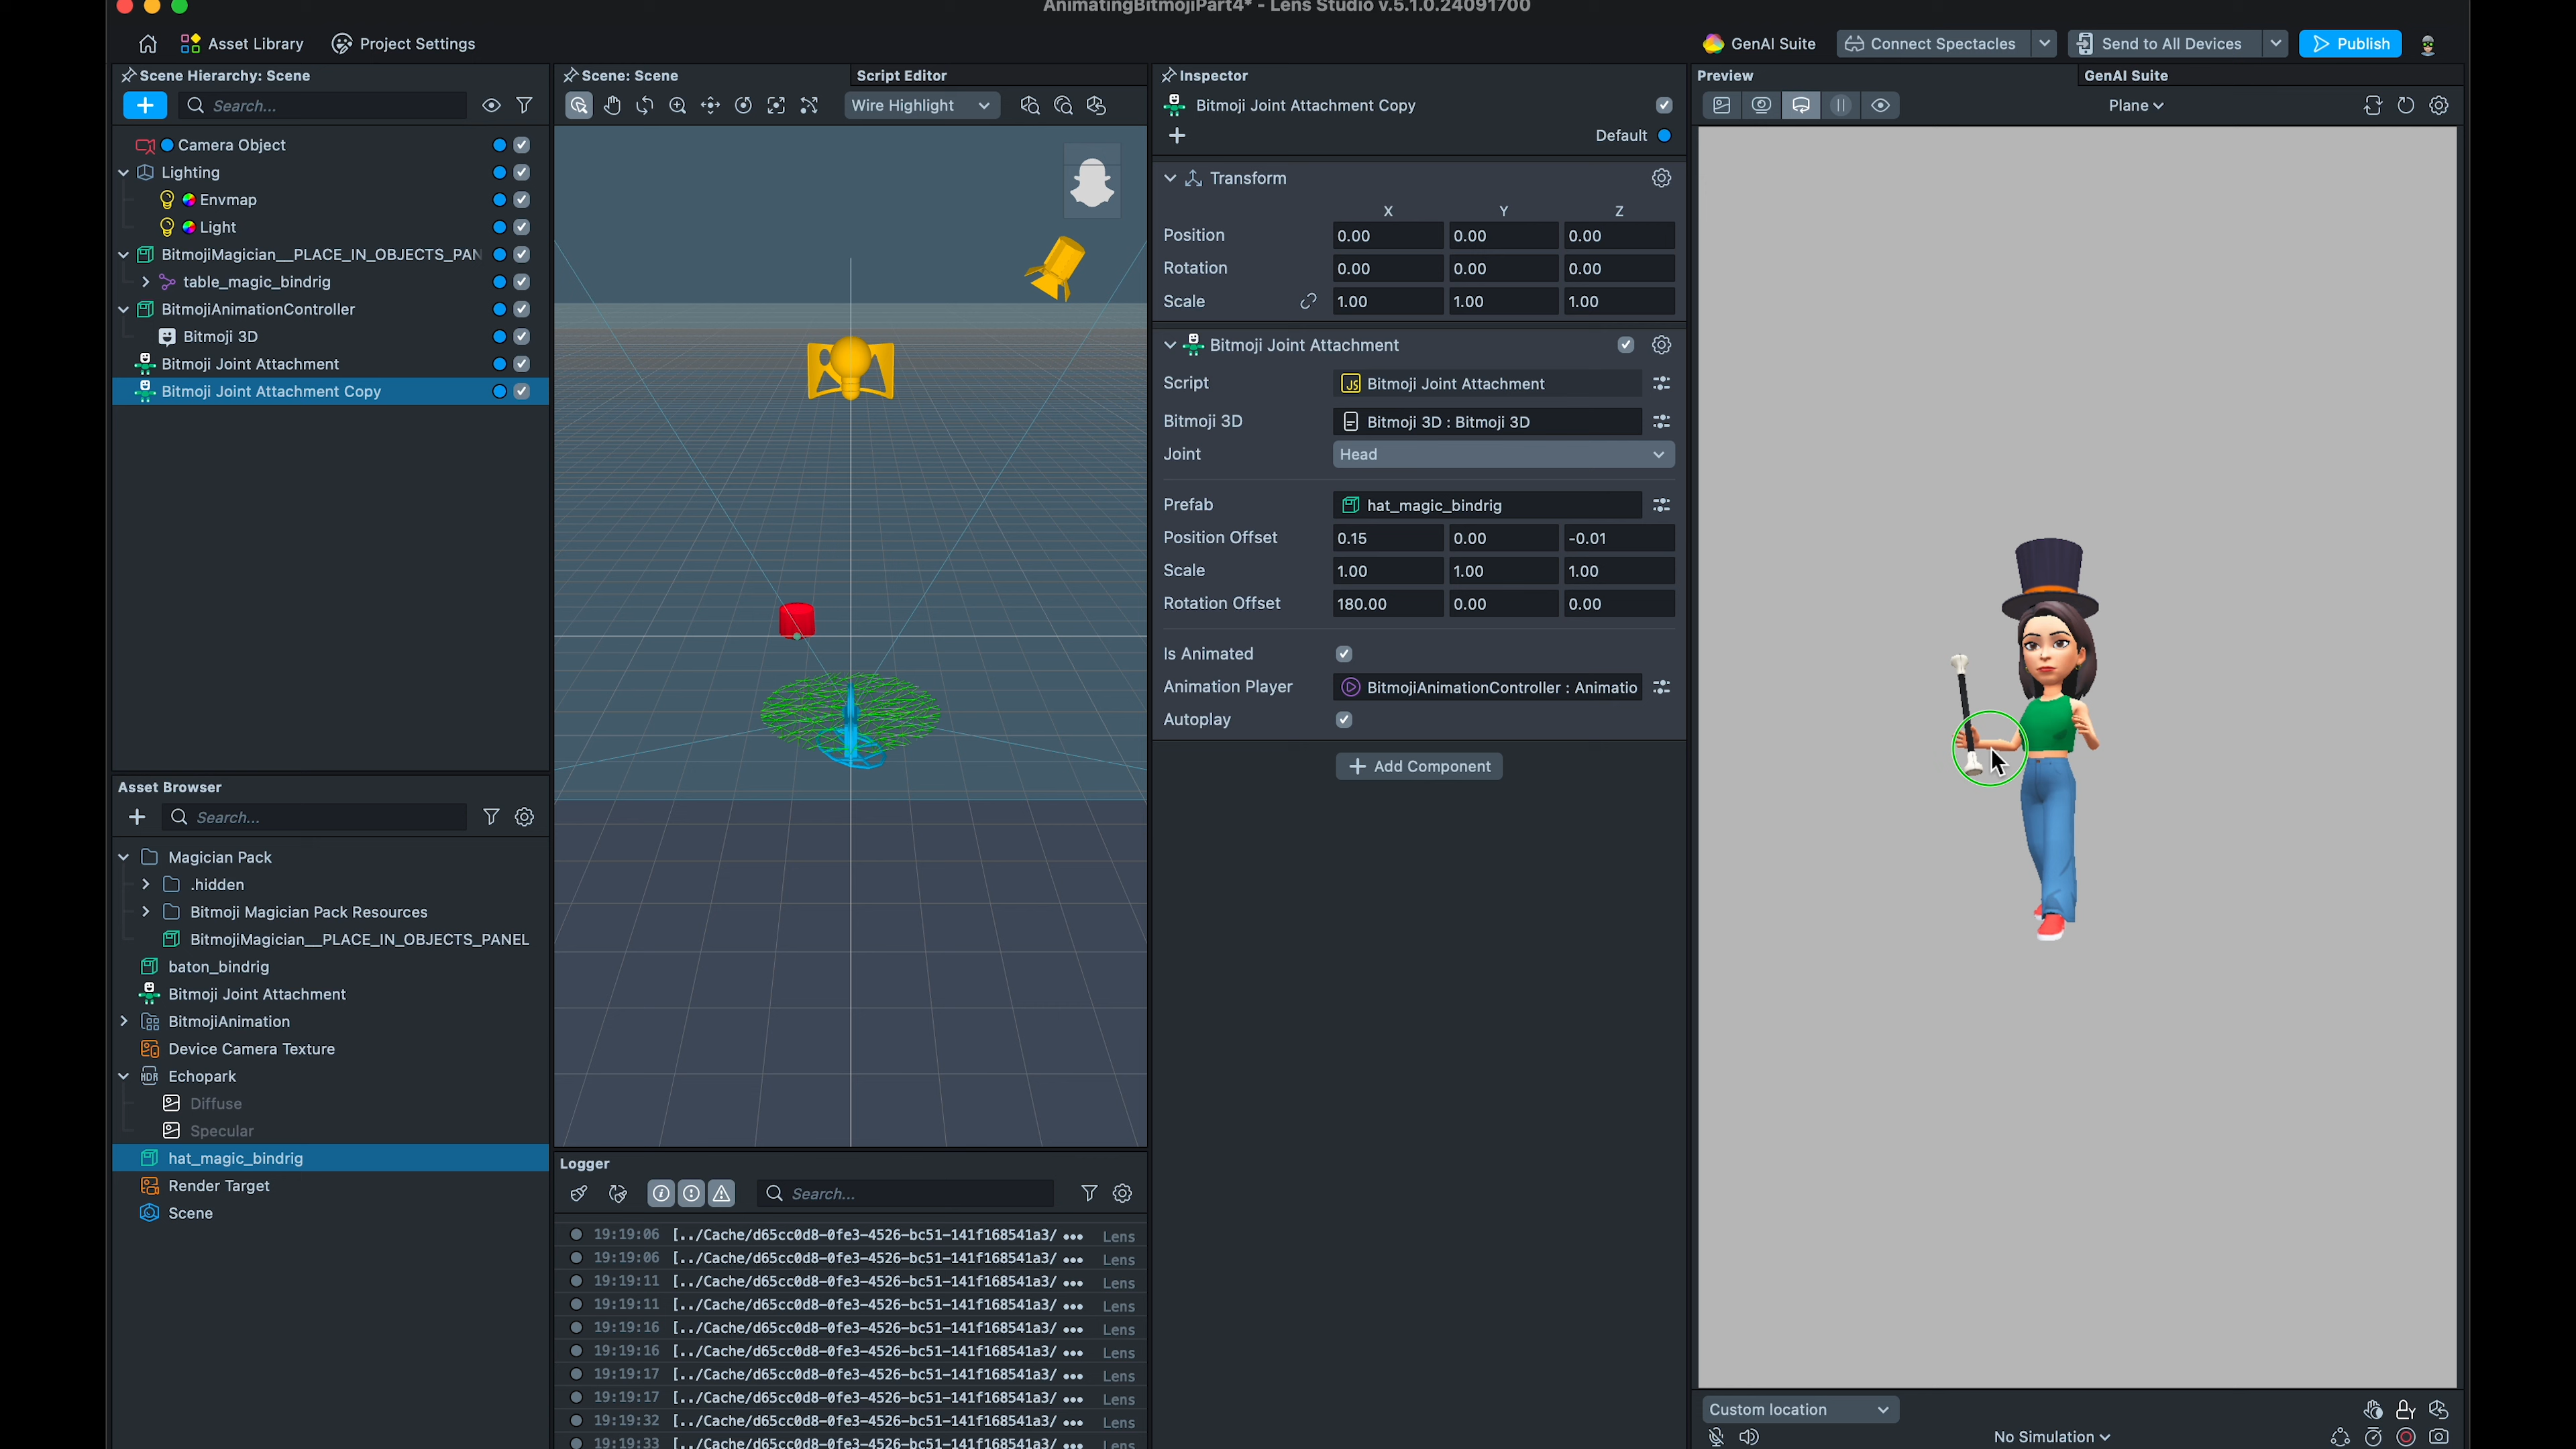 AnimatingBitmojiPart4* - Lens Studio v.5.1.0.24091700
Asset Library
Project Settings
GenAI Suite
Connect Spectacles
Send to All Devices
Publish
Scene Hierarchy: Scene
Search...
Camera Object
Lighting
Envmap
Light
BitmojiMagician__PLACE_IN_OBJECTS_PAN
table_magic_bindrig
BitmojiAnimationController
Bitmoji 3D
Bitmoji Joint Attachment
Bitmoji Joint Attachment Copy
Asset Browser
Search...
Magician Pack
.hidden
Bitmoji Magician Pack Resources
BitmojiMagician__PLACE_IN_OBJECTS_PANEL
baton_bindrig
Bitmoji Joint Attachment
BitmojiAnimation
Device Camera Texture
HDR Echopark
Diffuse
Specular
hat_magic_bindrig
Render Target
Scene
Scene: Scene
Script Editor
Wire Highlight
Logger
Search...
19:19:06 [../Cache/d65cc0d8-0fe3-4526-bc51-141f168541a3/ ••• Lens
19:19:06 [../Cache/d65cc0d8-0fe3-4526-bc51-141f168541a3/ ••• Lens
19:19:11 [../Cache/d65cc0d8-0fe3-4526-bc51-141f168541a3/ ••• Lens
19:19:11 [../Cache/d65cc0d8-0fe3-4526-bc51-141f168541a3/ ••• Lens
19:19:16 [../Cache/d65cc0d8-0fe3-4526-bc51-141f168541a3/ ••• Lens
19:19:16 [../Cache/d65cc0d8-0fe3-4526-bc51-141f168541a3/ ••• Lens
19:19:17 [../Cache/d65cc0d8-0fe3-4526-bc51-141f168541a3/ ••• Lens
19:19:17 [../Cache/d65cc0d8-0fe3-4526-bc51-141f168541a3/ ••• Lens
19:19:32 [../Cache/d65cc0d8-0fe3-4526-bc51-141f168541a3/ ••• Lens
19:19:33 [../Cache/d65cc0d8-0fe3-4526-bc51-141f168541a3/ ••• Lens
Inspector
Bitmoji Joint Attachment Copy
Default
Transform
X Y Z
Position 0.00 0.00 0.00
Rotation 0.00 0.00 0.00
Scale 1.00 1.00 1.00
Bitmoji Joint Attachment
Script JS Bitmoji Joint Attachment
Bitmoji 3D Bitmoji 3D : Bitmoji 3D
Joint Head
Prefab hat_magic_bindrig
Position Offset 0.15 0.00 -0.01
Scale 1.00 1.00 1.00
Rotation Offset 180.00 0.00 0.00
Is Animated
Animation Player BitmojiAnimationController : Animatio
Autoplay
Add Component
Preview
GenAI Suite
Plane
Custom location
No Simulation